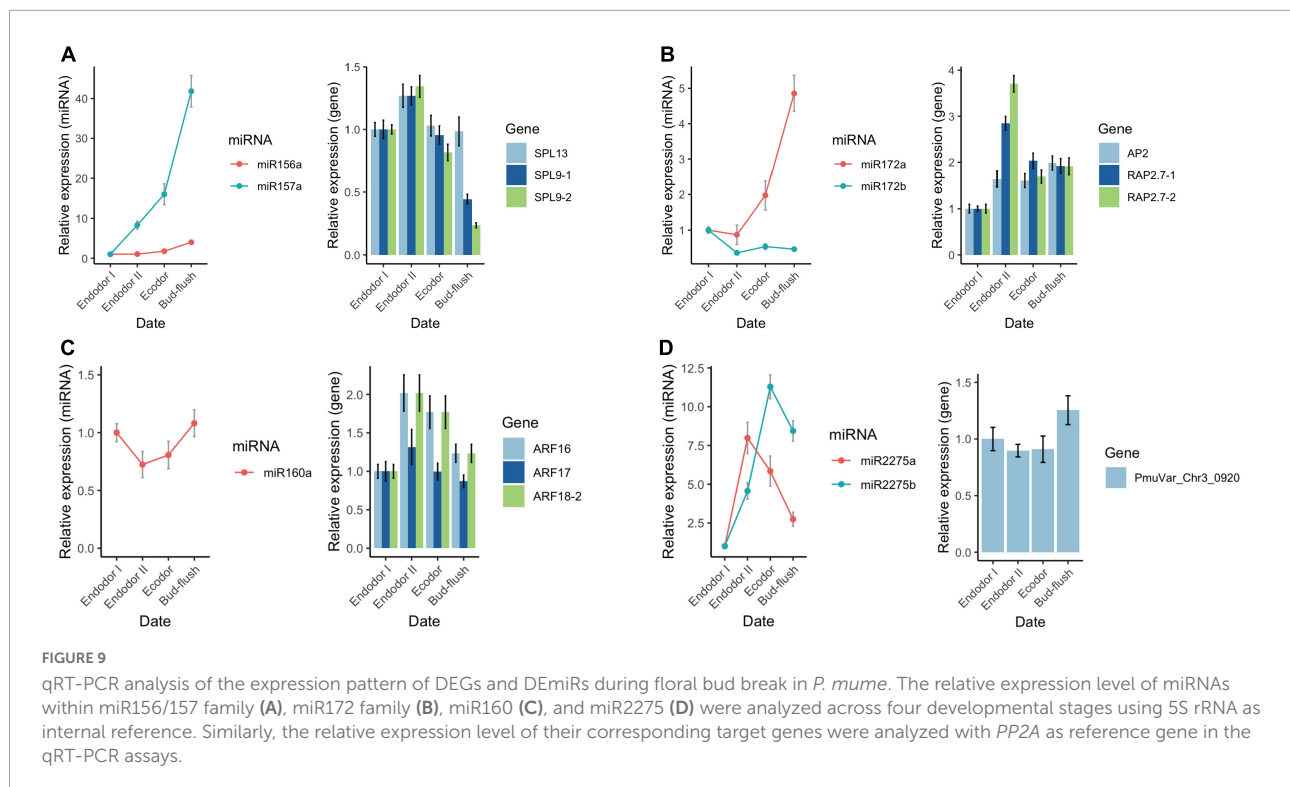 A
Relative expression (miRNA)
40
30
20
10
0
Endodor I
Endodor II
Ecodor
Bud-flush
Date
miRNA
miR156a
miR157a
Relative expression (gene)
1.5
1.0
0.5
0.0
Endodor I
Endodor II
Ecodor
Bud-flush
Date
Gene
SPL13
SPL9-1
SPL9-2
B
Relative expression (miRNA)
5
4
3
2
1
Endodor I
Endodor II
Ecodor
Bud-flush
Date
miRNA
miR172a
miR172b
Relative expression (gene)
4
3
2
1
0
Endodor I
Endodor II
Ecodor
Bud-flush
Date
Gene
AP2
RAP2.7-1
RAP2.7-2
C
Relative expression (miRNA)
1.5
1.0
0.5
0.0
Endodor I
Endodor II
Ecodor
Bud-flush
Date
miRNA
miR160a
Relative expression (gene)
2.0
1.5
1.0
0.5
0.0
Endodor I
Endodor II
Ecodor
Bud-flush
Date
Gene
ARF16
ARF17
ARF18-2
D
Relative expression (miRNA)
12.5
10.0
7.5
5.0
2.5
Endodor I
Endodor II
Ecodor
Bud-flush
Date
miRNA
miR2275a
miR2275b
Relative expression (gene)
1.5
1.0
0.5
0.0
Endodor I
Endodor II
Ecodor
Bud-flush
Date
Gene
PmuVar_Chr3_0920
FIGURE 9
qRT-PCR analysis of the expression pattern of DEGs and DEmiRs during floral bud break in P. mume. The relative expression level of miRNAs
within miR156/157 family (A), miR172 family (B), miR160 (C), and miR2275 (D) were analyzed across four developmental stages using 5S rRNA as
internal reference. Similarly, the relative expression level of their corresponding target genes were analyzed with PP2A as reference gene in the
qRT-PCR assays.